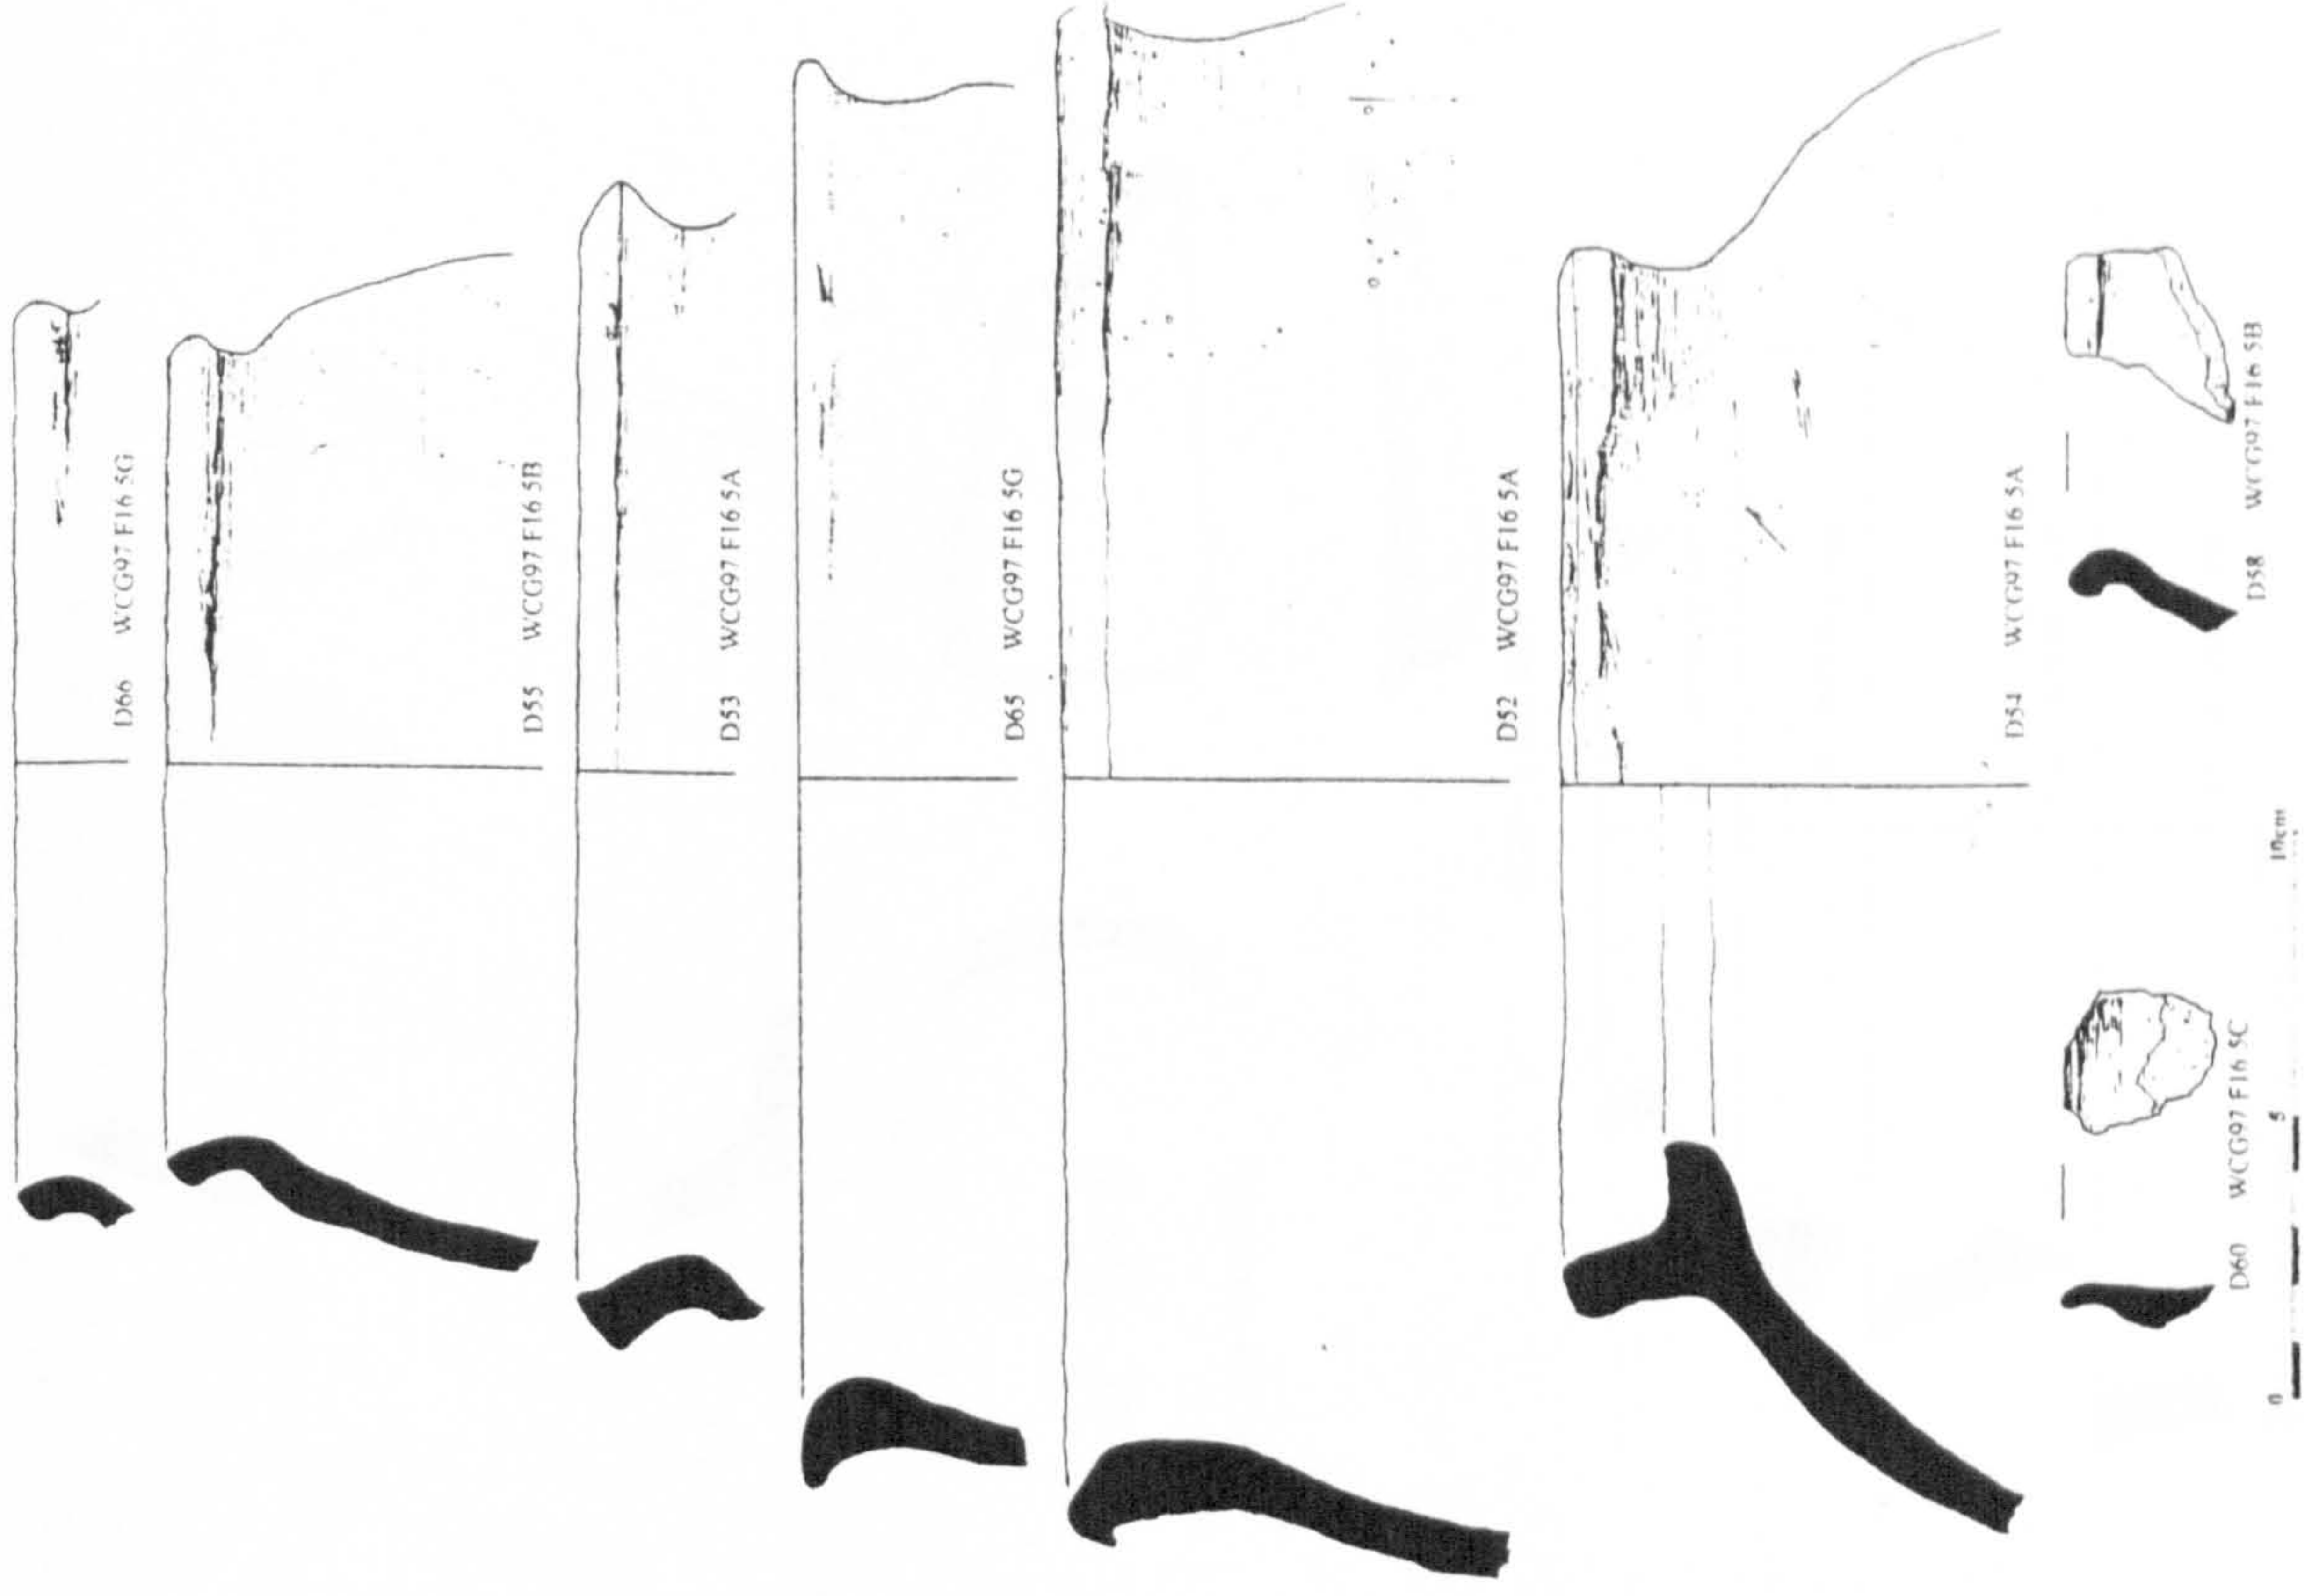 D66 WCG97 F16 5G
D55 WCG97 F16 5B
D53 WCG97 F16 5A
D65 WCG97 F16 5G
D52 WCG97 F16 5A
D54 WCG97 F16 5A
D60 WCG97 F16 5C
D58 WCG97 F16 5B
0 5 10cm